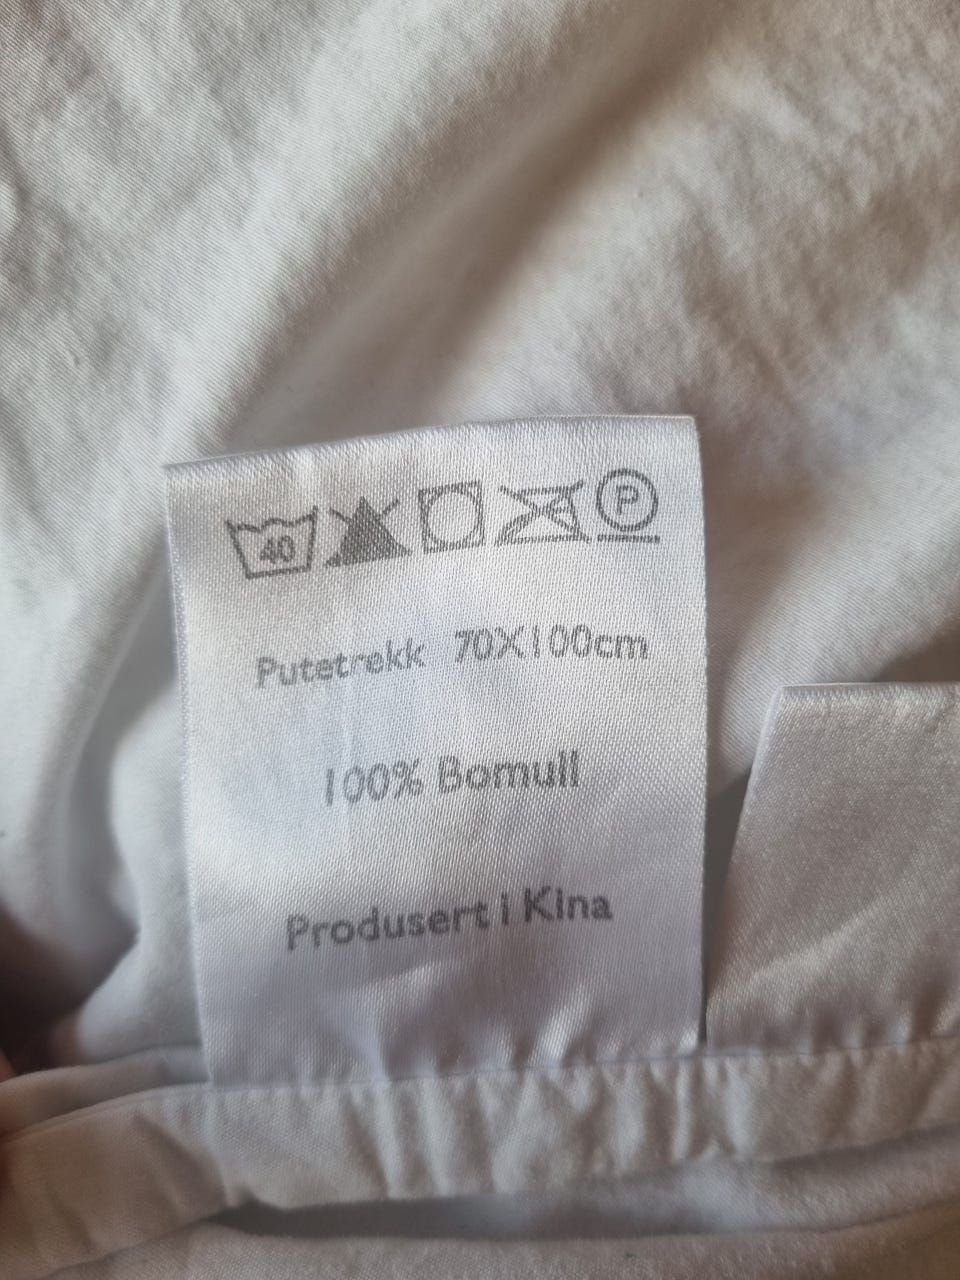 40 P
Putetrekk 70X100cm
100% Bomull
Produsert i Kina